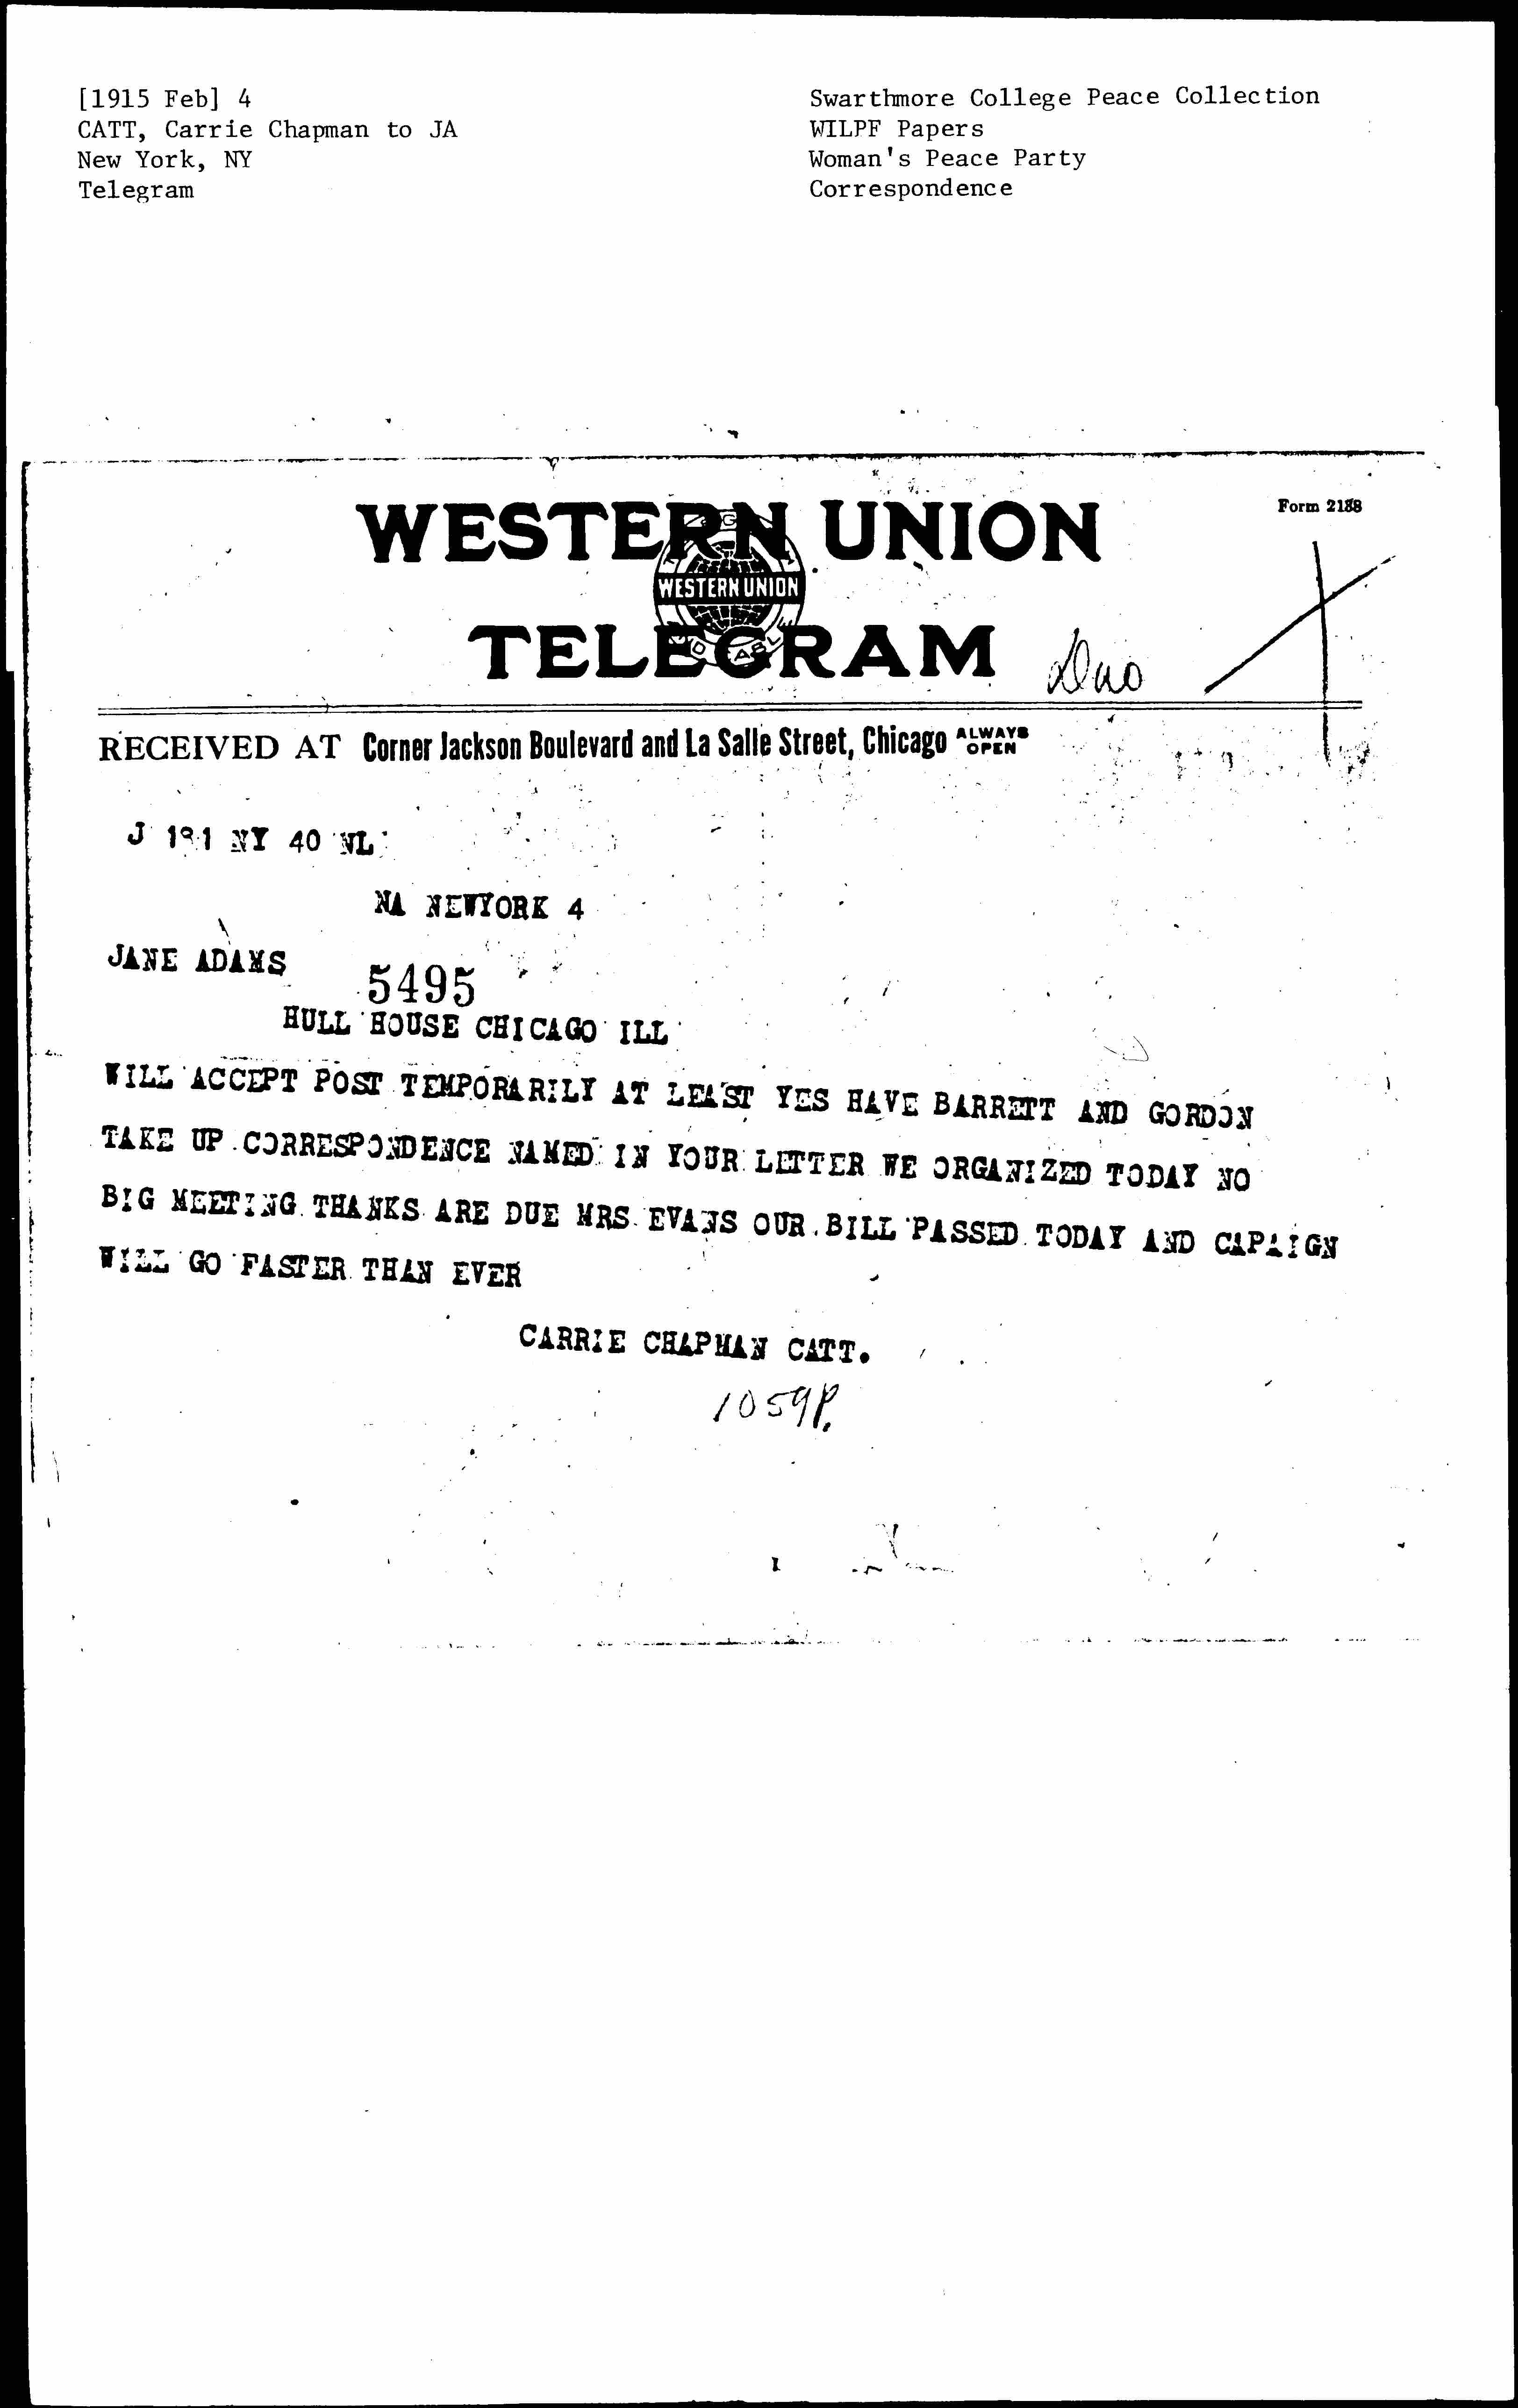 [1915 Feb] 4
CATT, Carrie Chapman to JA
New York, NY
Telegram
Swarthmore College Peace Collection
WILPF Papers
Woman's Peace Party
Correspondence
WESTERN UNION
Form 2188
WESTERN UNION
TELEGRAM
RECEIVED AT Corner Jackson Boulevard and La Salle Street, Chicago ALWAYS OPEN
J 181 NY 40 NL
NA NEWYORK 4
JANE ADAMS
5495
HULL HOUSE CHICAGO ILL
WILL ACCEPT POST TEMPORARILY AT LEAST YES HAVE BARRETT AND GORDON
TAKE UP CORRESPONDENCE NAMED IN YOUR LETTER WE ORGANIZED TODAY NO
BIG MEETING THANKS ARE DUE MRS EVANS OUR BILL PASSED TODAY AND CAPAIGN
WILL GO FASTER THAN EVER
CARRIE CHAPMAN CATT.
1059P.